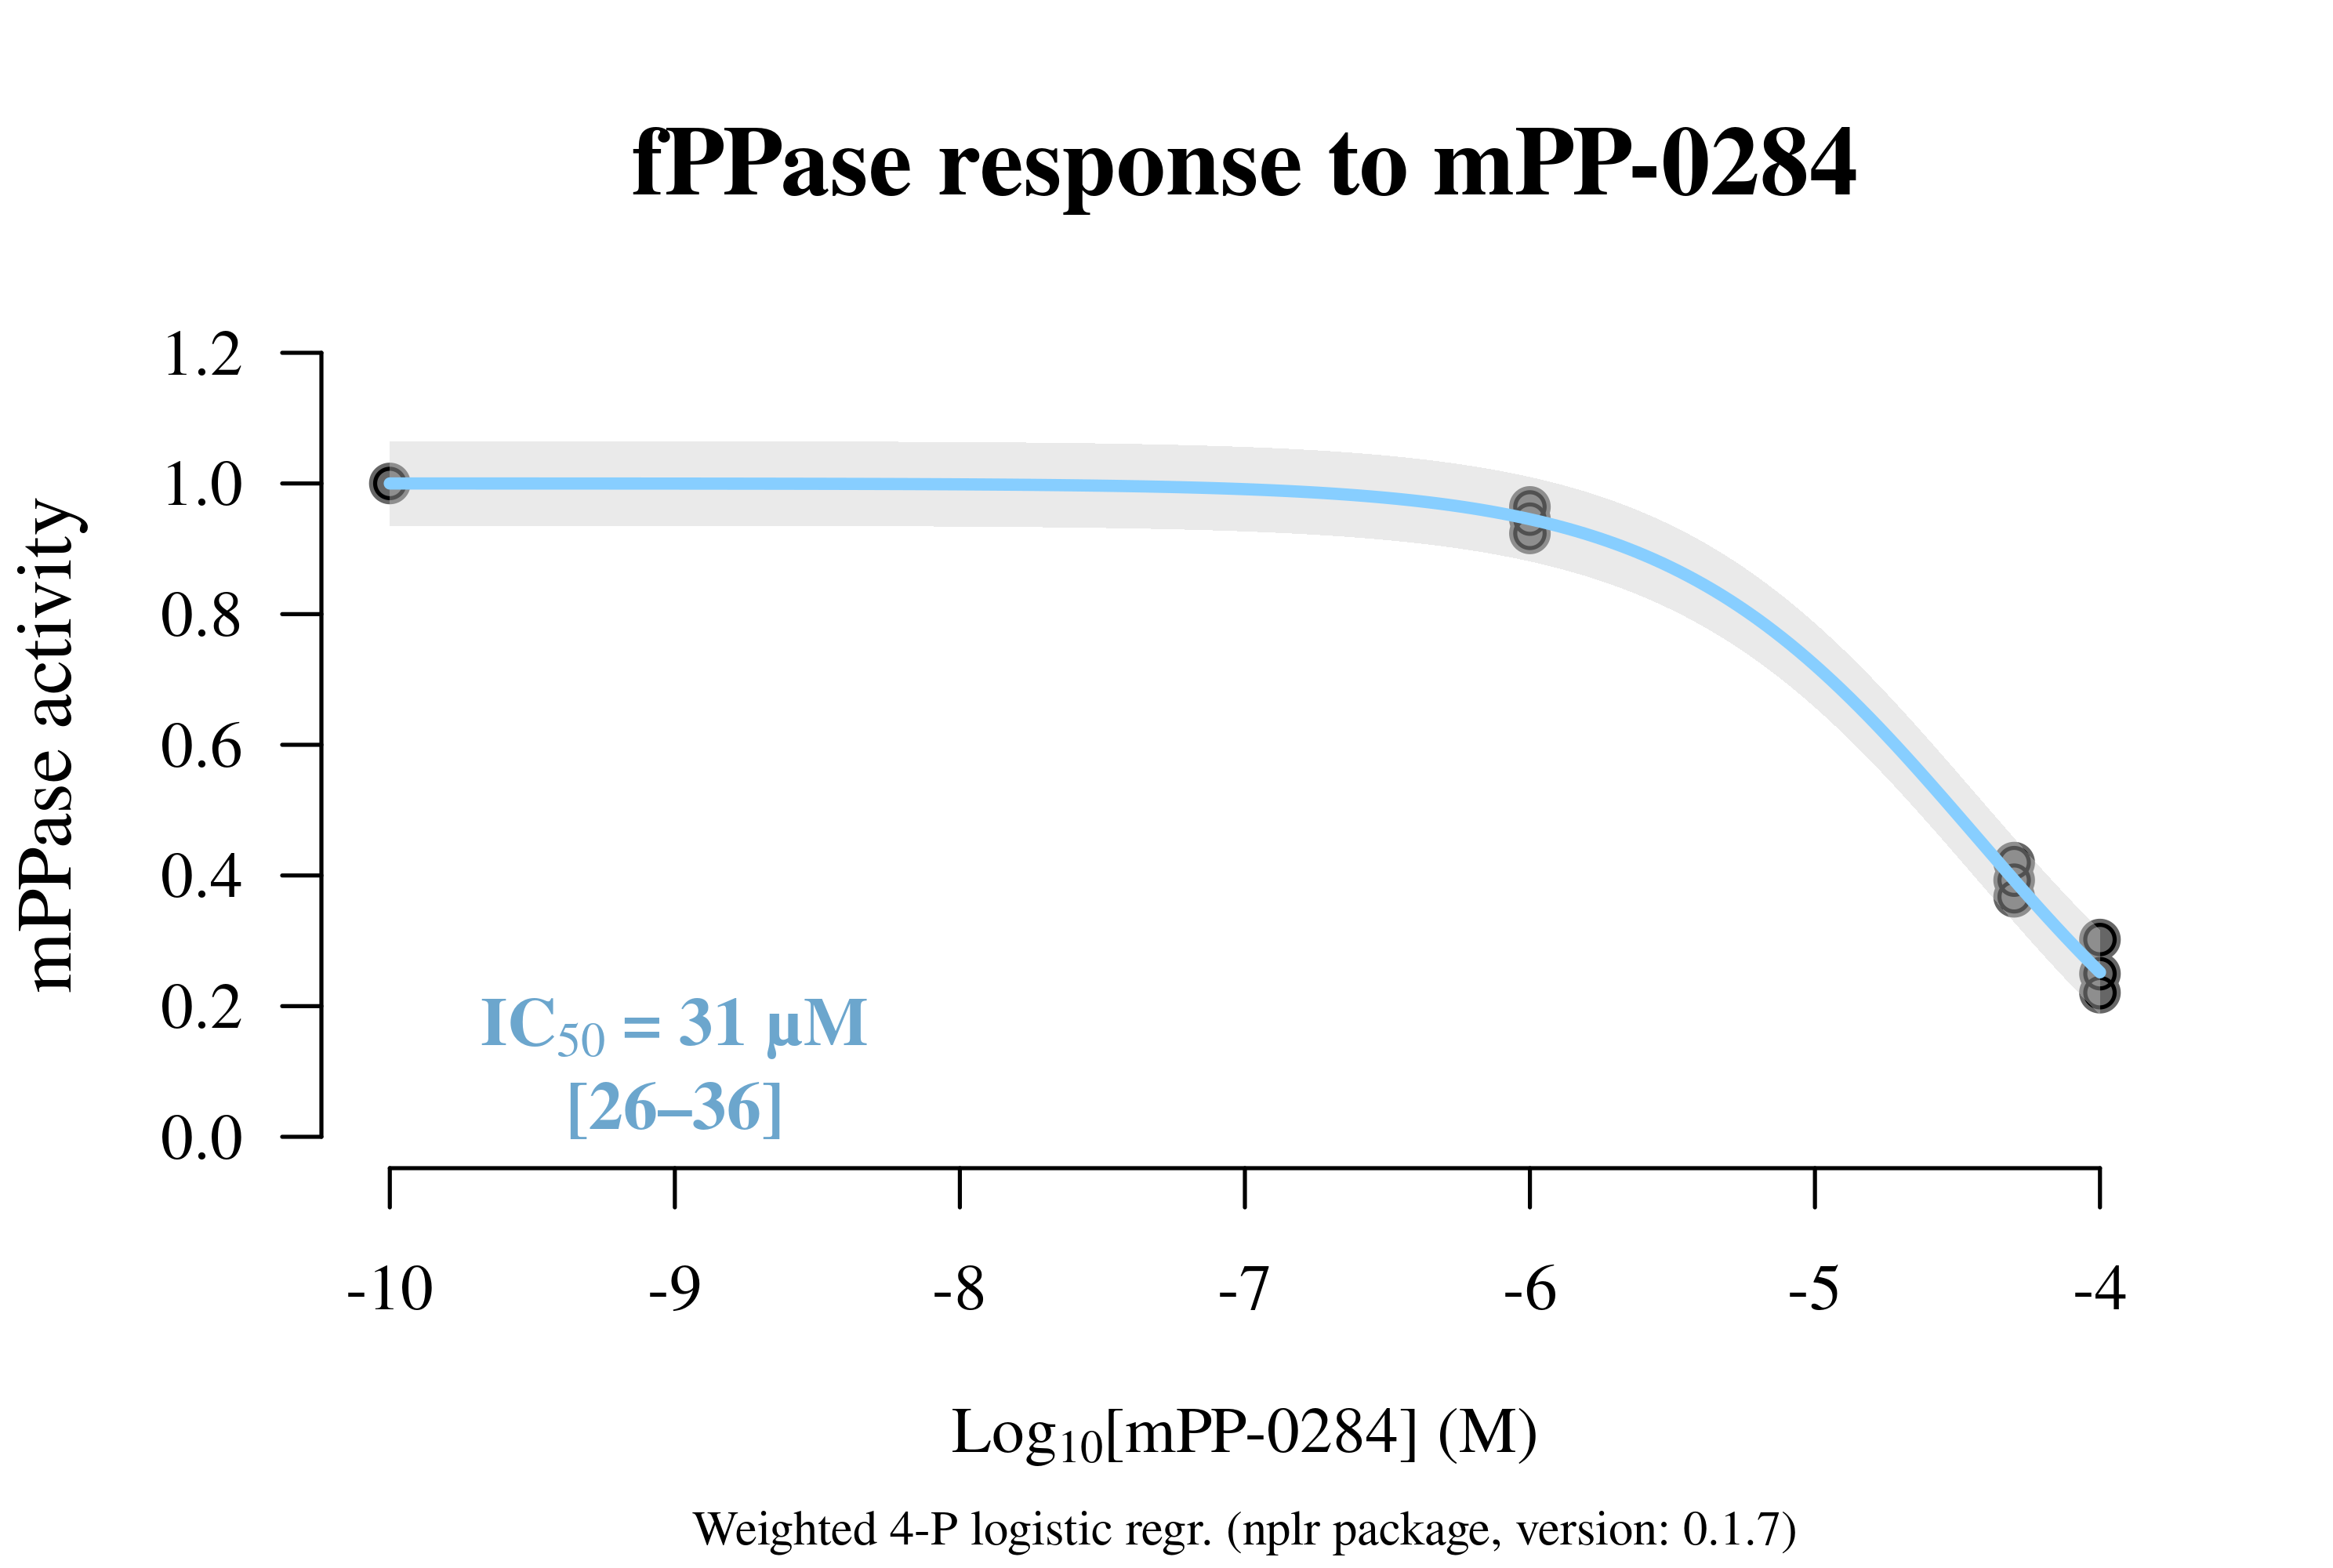 fPPase response to mPP-0284
mPPase activity
1.2
1.0
0.8
0.6
0.4
0.2
0.0
IC50 = 31 µM
[26–36]
-10 -9 -8 -7 -6 -5 -4
Log10[mPP-0284] (M)
Weighted 4-P logistic regr. (nplr package, version: 0.1.7)